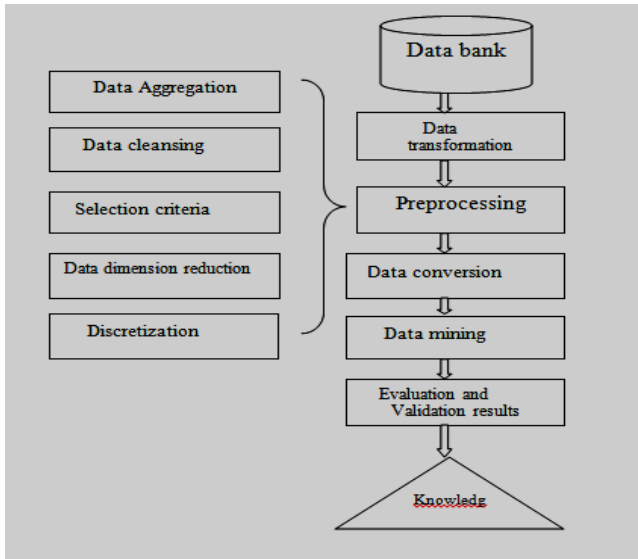 Data bank
Data Aggregation
Data
transformation
Data cleansing
Preprocessing
Selection criteria
Data conversion
Data dimension reduction
Data mining
Discretization
Evaluation and
Validation results
Knowledg